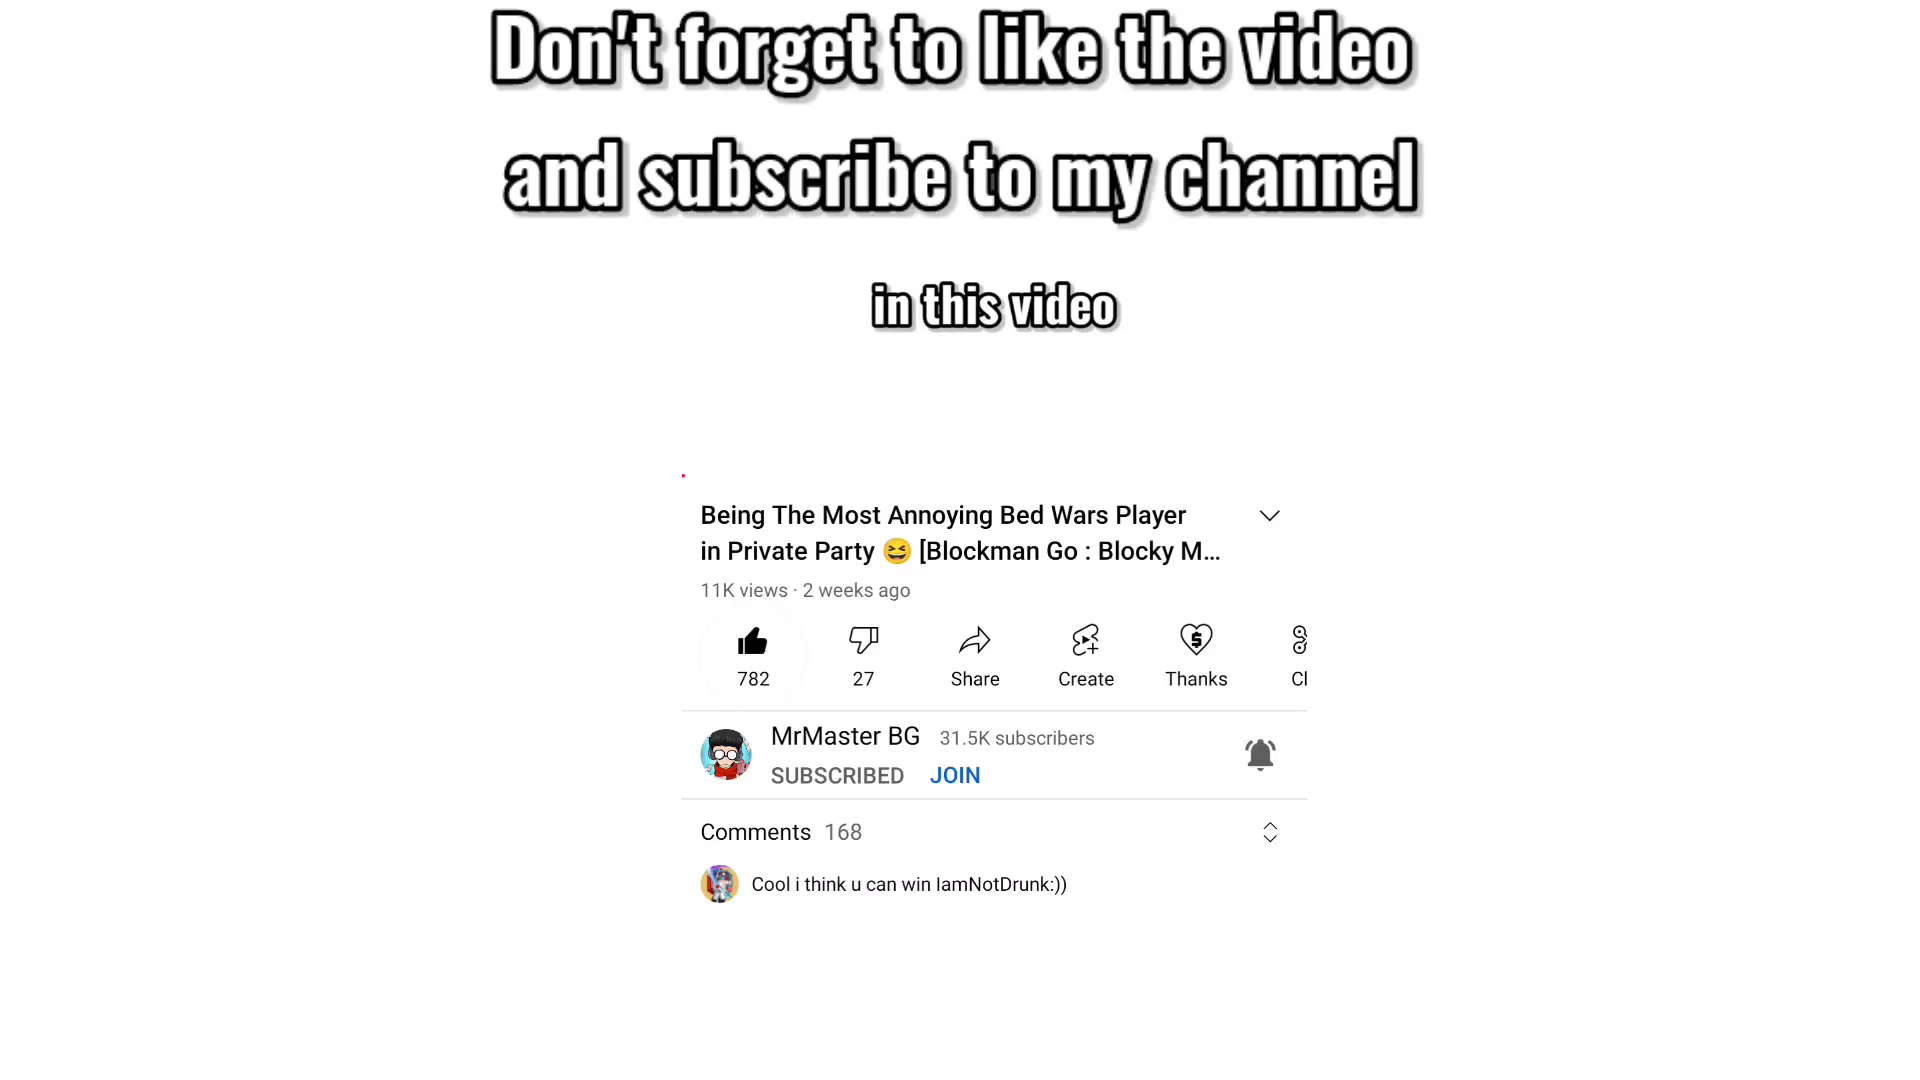 Don't forget to like the video
and subscribe to my channel
in this video
Being The Most Annoying Bed Wars Player
in Private Party 😆 [Blockman Go : Blocky M...
11K views · 2 weeks ago
782 27 Share Create Thanks Cl
MrMaster BG 31.5K subscribers
SUBSCRIBED JOIN
Comments 168
Cool i think u can win IamNotDrunk:))